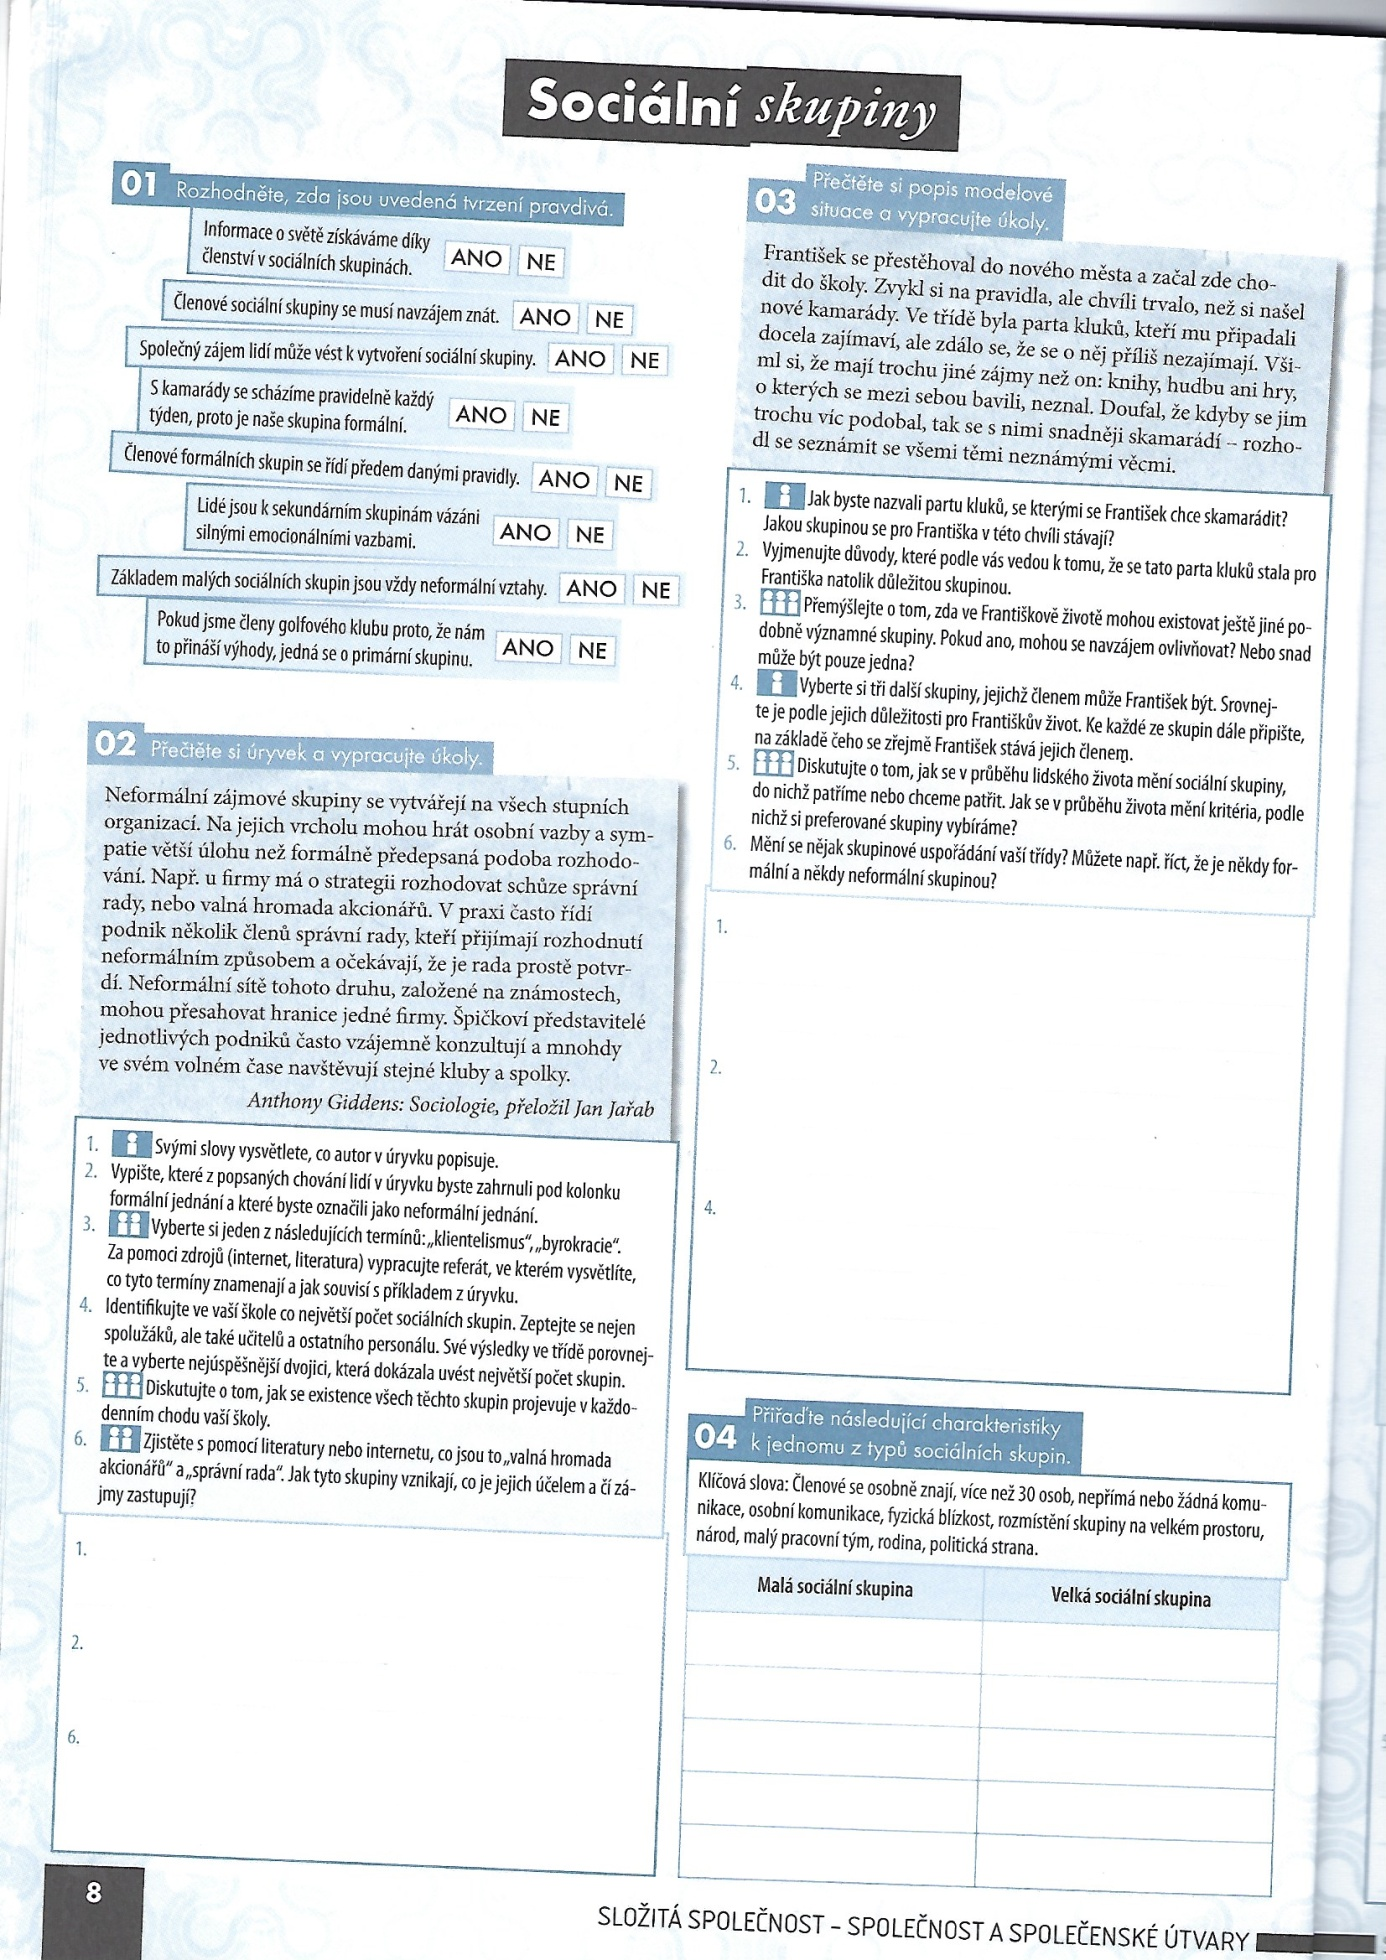 Sociální skupiny
01 Rozhodněte, zda jsou uvedená tvrzení pravdivá.
Informace o světě získáváme díky
členství v sociálních skupinách. ANO NE
Členové sociální skupiny se musí navzájem znát. ANO NE
Společný zájem lidí může vést k vytvoření sociální skupiny. ANO NE
S kamarády se scházíme pravidelně každý
týden, proto je naše skupina formální. ANO NE
Členové formálních skupin se řídí předem danými pravidly. ANO NE
Lidé jsou k sekundárním skupinám vázáni
silnými emocionálními vazbami. ANO NE
Základem malých sociálních skupin jsou vždy neformální vztahy. ANO NE
Pokud jsme členy golfového klubu proto, že nám
to přináší výhody, jedná se o primární skupinu. ANO NE
02 Přečtěte si úryvek a vypracujte úkoly.
Neformální zájmové skupiny se vytvářejí na všech stupních
organizací. Na jejich vrcholu mohou hrát osobní vazby a sym-
patie větší úlohu než formálně předepsaná podoba rozhodo-
vání. Např. u firmy má o strategii rozhodovat schůze správní
rady, nebo valná hromada akcionářů. V praxi často řídí
podnik několik členů správní rady, kteří přijímají rozhodnutí
neformálním způsobem a očekávají, že je rada prostě potvr-
dí. Neformální sítě tohoto druhu, založené na známostech,
mohou přesahovat hranice jedné firmy. Špičkoví představitelé
jednotlivých podniků často vzájemně konzultují a mnohdy
ve svém volném čase navštěvují stejné kluby a spolky.
Anthony Giddens: Sociologie, přeložil Jan Jařab
1. Svými slovy vysvětlete, co autor v úryvku popisuje.
2. Vypište, které z popsaných chování lidí v úryvku byste zahrnuli pod kolonku
formální jednání a které byste označili jako neformální jednání.
3. Vyberte si jeden z následujících termínů: „klientelismus“, „byrokracie“.
Za pomoci zdrojů (internet, literatura) vypracujte referát, ve kterém vysvětlíte,
co tyto termíny znamenají a jak souvisí s příkladem z úryvku.
4. Identifikujte ve vaší škole co největší počet sociálních skupin. Zeptejte se nejen
spolužáků, ale také učitelů a ostatního personálu. Své výsledky ve třídě porovnej-
te a vyberte nejúspěšnější dvojici, která dokázala uvést největší počet skupin.
5. Diskutujte o tom, jak se existence všech těchto skupin projevuje v každo-
denním chodu vaší školy.
6. Zjistěte s pomocí literatury nebo internetu, co jsou to „valná hromada
akcionářů“ a „správní rada“. Jak tyto skupiny vznikají, co je jejich účelem a čí zá-
jmy zastupují?
1.
2.
6.
03 Přečtěte si popis modelové
situace a vypracujte úkoly.
František se přestěhoval do nového města a začal zde cho-
dit do školy. Zvykl si na pravidla, ale chvíli trvalo, než si našel
nové kamarády. Ve třídě byla parta kluků, kteří mu připadali
docela zajímaví, ale zdálo se, že se o něj příliš nezajímají. Vši-
ml si, že mají trochu jiné zájmy než on: knihy, hudbu ani hry,
o kterých se mezi sebou bavili, neznal. Doufal, že kdyby se jim
trochu víc podobal, tak se s nimi snadněji skamarádí – rozho-
dl se seznámit se všemi těmi neznámými věcmi.
1. Jak byste nazvali partu kluků, se kterými se František chce skamarádit?
Jakou skupinou se pro Františka v této chvíli stávají?
2. Vyjmenujte důvody, které podle vás vedou k tomu, že se tato parta kluků stala pro
Františka natolik důležitou skupinou.
3. Přemýšlejte o tom, zda ve Františkově životě mohou existovat ještě jiné po-
dobně významné skupiny. Pokud ano, mohou se navzájem ovlivňovat? Nebo snad
může být pouze jedna?
4. Vyberte si tři další skupiny, jejichž členem může František být. Srovnej-
te je podle jejich důležitosti pro Františkův život. Ke každé ze skupin dále připište,
na základě čeho se zřejmě František stává jejich členem.
5. Diskutujte o tom, jak se v průběhu lidského života mění sociální skupiny,
do nichž patříme nebo chceme patřit. Jak se v průběhu života mění kritéria, podle
nichž si preferované skupiny vybíráme?
6. Mění se nějak skupinové uspořádání vaší třídy? Můžete např. říct, že je někdy for-
mální a někdy neformální skupinou?
1.
2.
4.
04 Přiřaďte následující charakteristiky
k jednomu z typů sociálních skupin.
Klíčová slova: Členové se osobně znají, více než 30 osob, nepřímá nebo žádná komu-
nikace, osobní komunikace, fyzická blízkost, rozmístění skupiny na velkém prostoru,
národ, malý pracovní tým, rodina, politická strana.
Malá sociální skupina Velká sociální skupina
8
SLOŽITÁ SPOLEČNOST – SPOLEČNOST A SPOLEČENSKÉ ÚTVARY